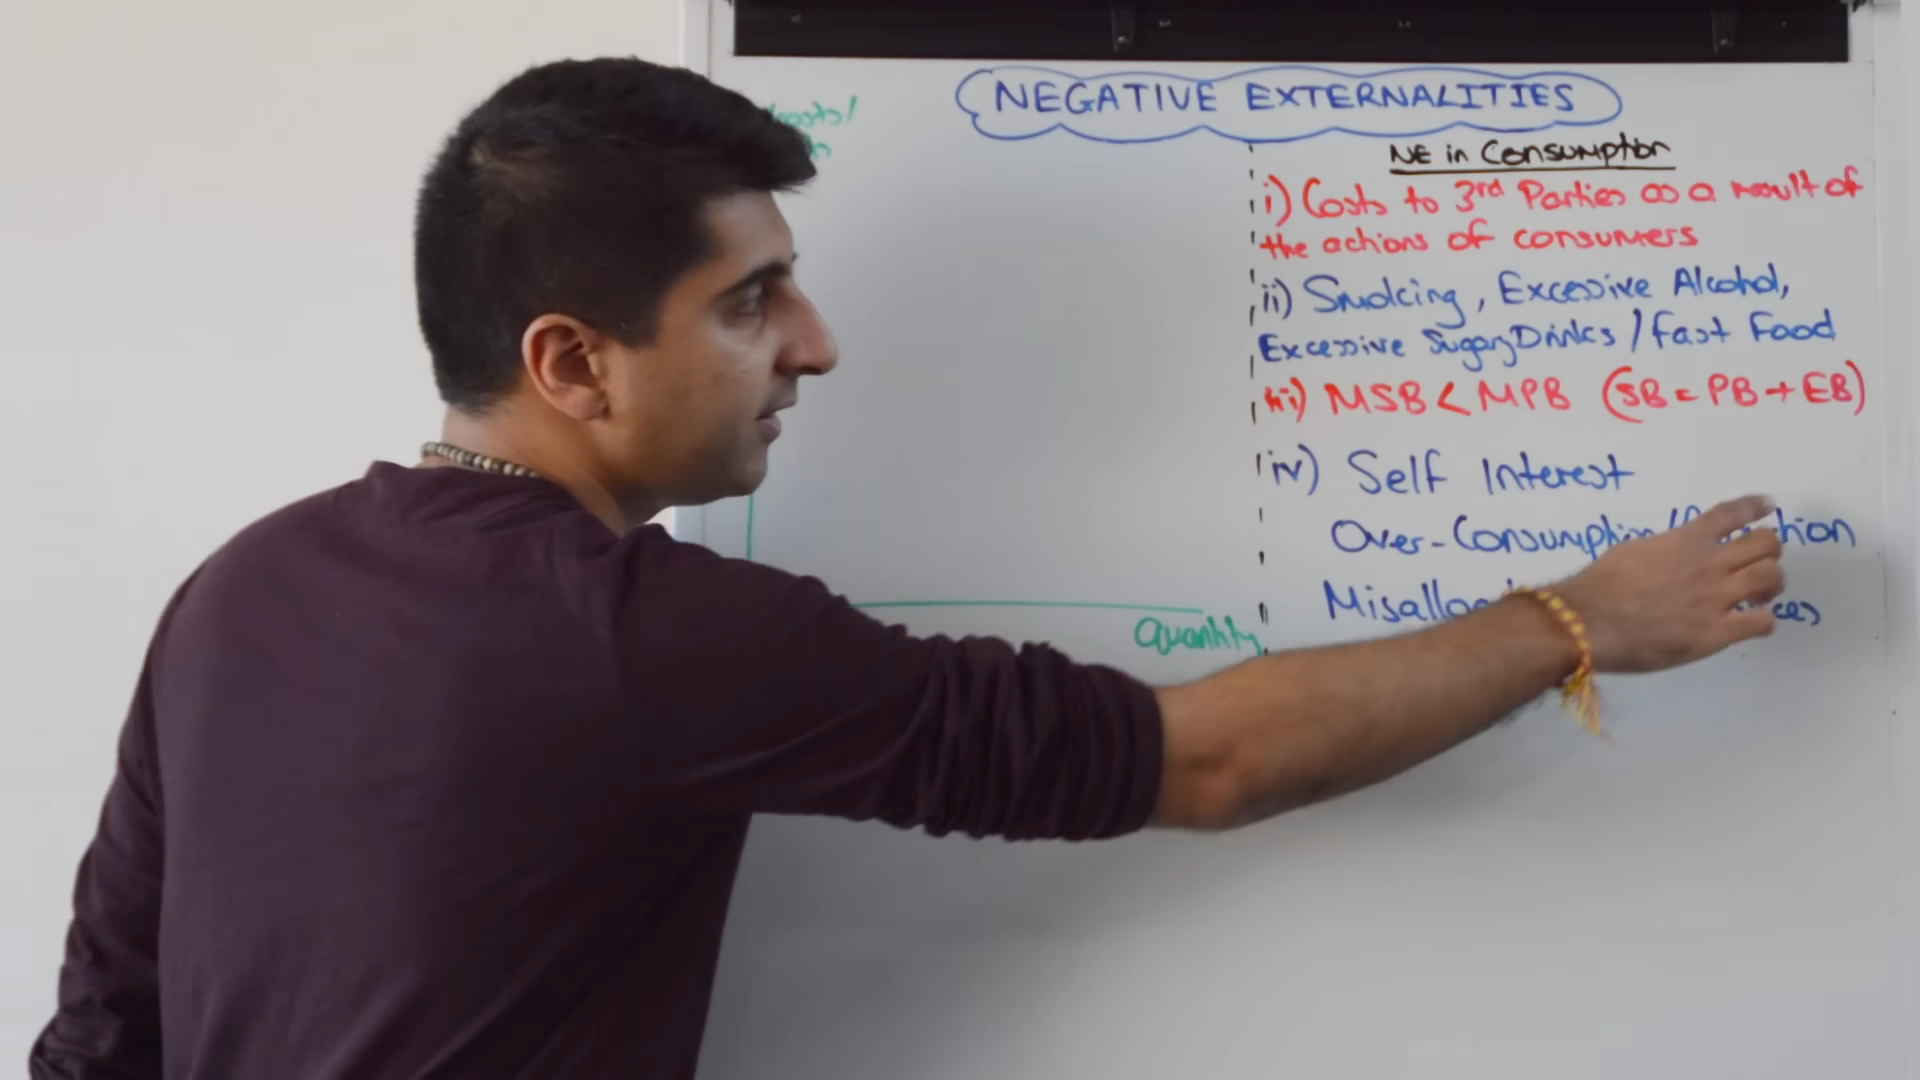 NEGATIVE EXTERNALITIES
costs/
NE in Consumption
i) Costs to 3rd Parties as a result of
the actions of consumers
ii) Smoking, Excessive Alcohol,
Excessive Sugary Drinks / Fast Food
iii) MSB < MPB (SB = PB + EB)
iv) Self Interest
Over-Consumption/
Quantity